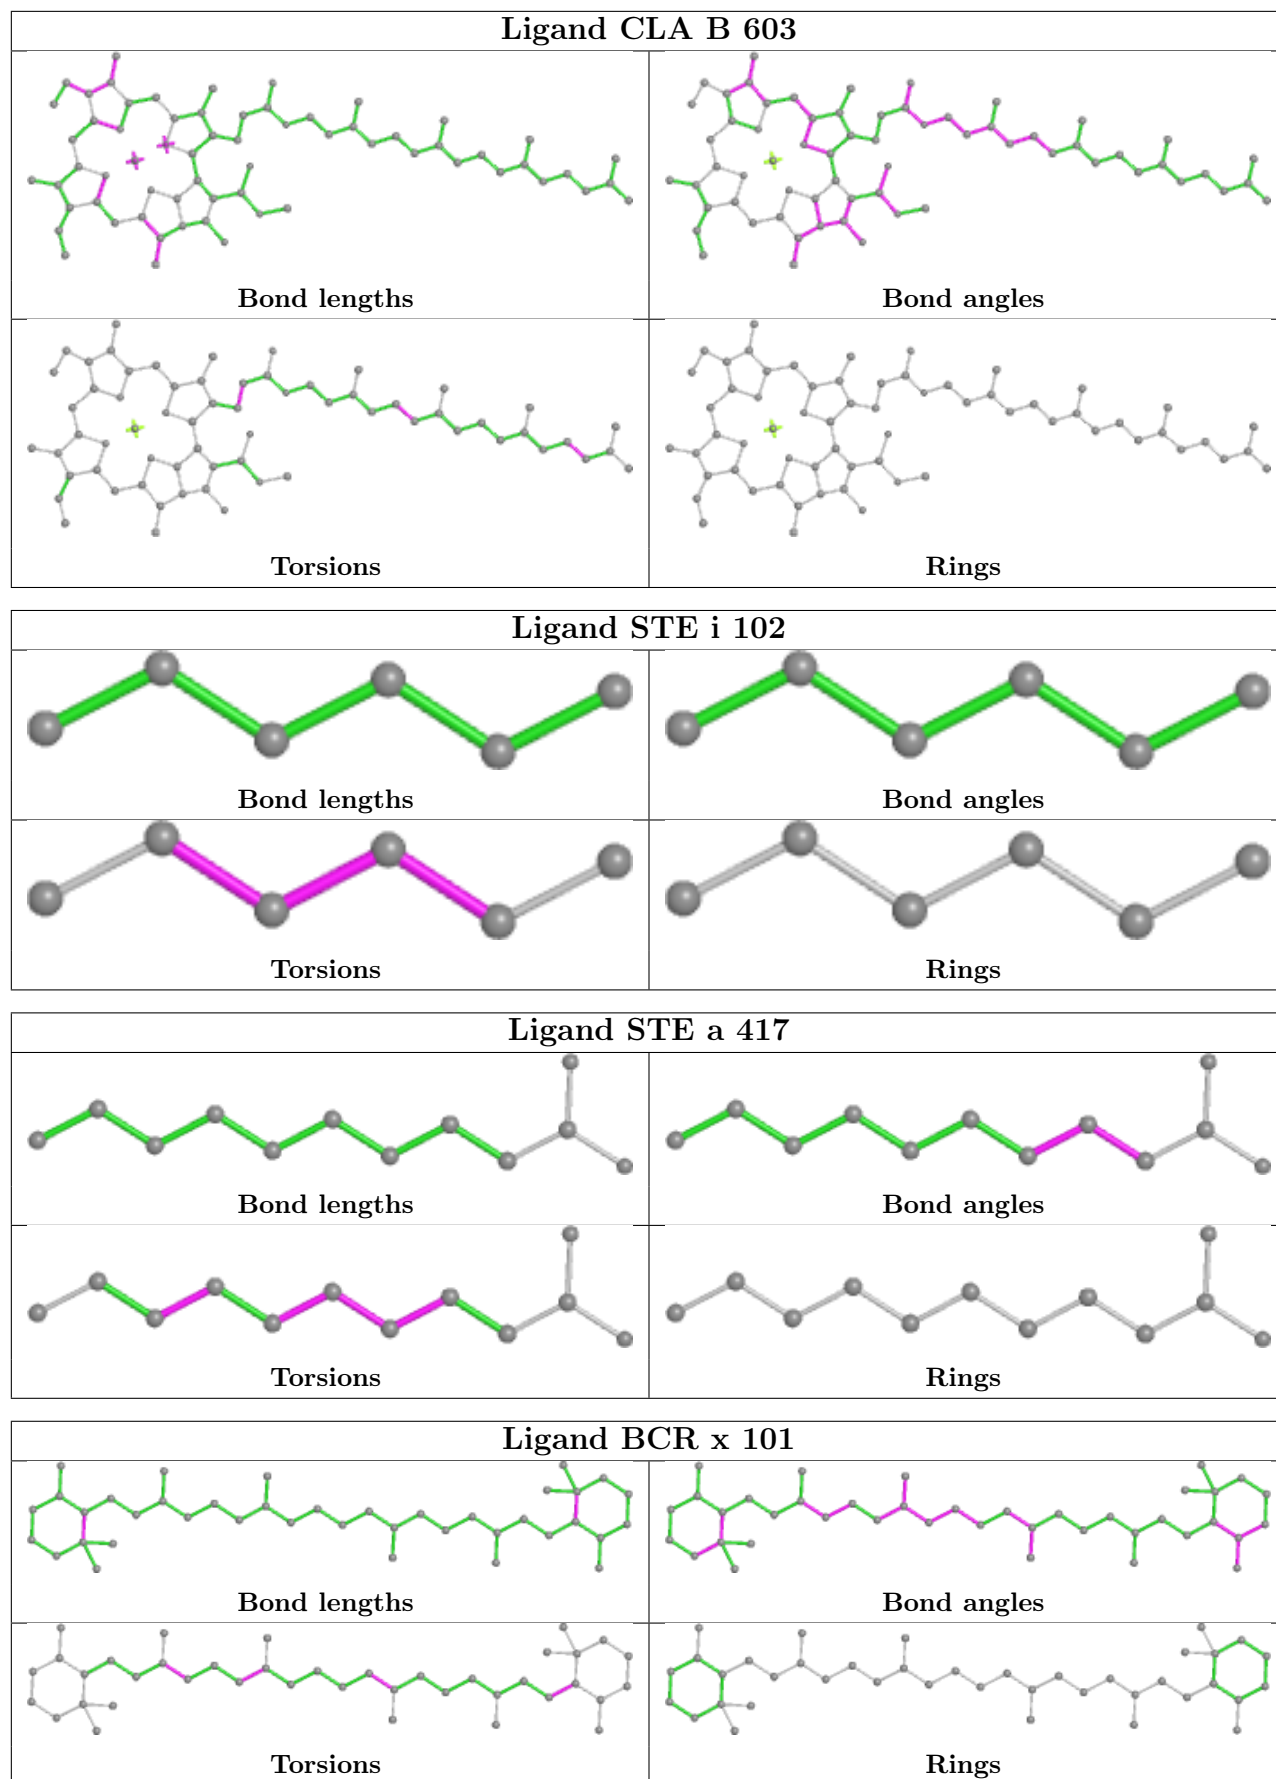 Ligand CLA B 603
Bond lengths
Bond angles
Torsions
Rings
Ligand STE i 102
Bond lengths
Bond angles
Torsions
Rings
Ligand STE a 417
Bond lengths
Bond angles
Torsions
Rings
Ligand BCR x 101
Bond lengths
Bond angles
Torsions
Rings